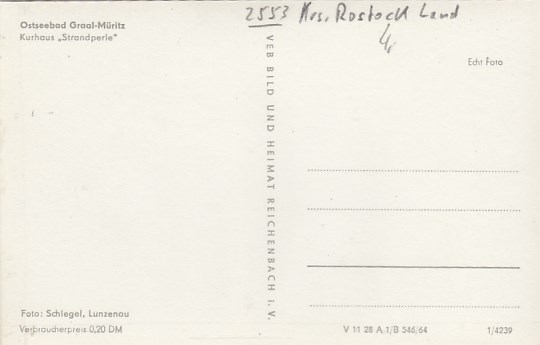 2553 Krs. Rostock Land
Ostseebad Graal-Müritz
Kurhaus „Strandperle"
Echt Foto
VEB BILD UND HEIMAT REICHENBACH I. V.
Foto: Schlegel, Lunzenau
Verbraucherpreis 0,20 DM
V 11 28 A 1/B 546/64
1/4239